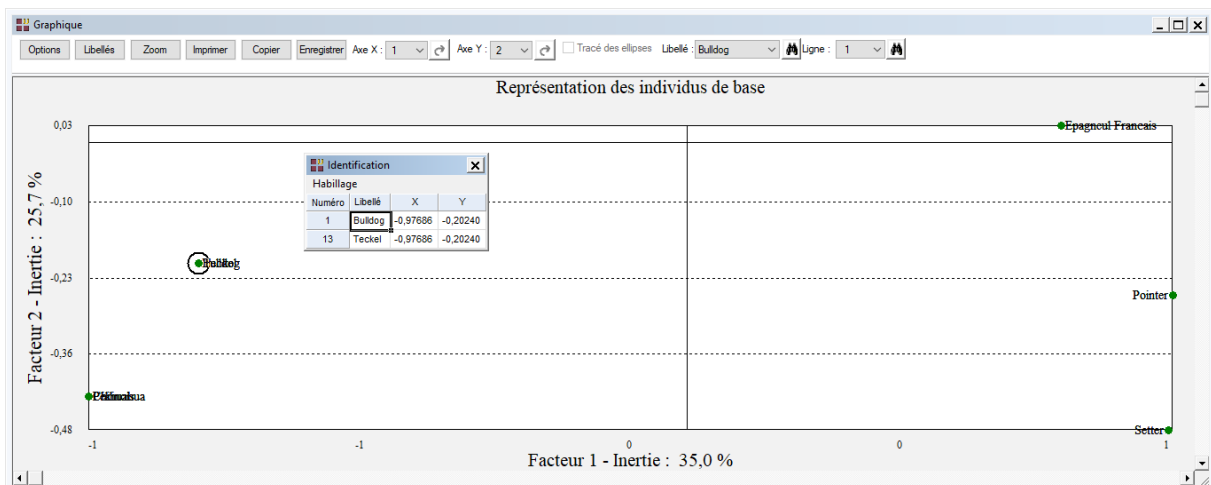 Graphique
Options Libellés Zoom Imprimer Copier Enregistrer Axe X : 1 Axe Y : 2 Tracé des ellipses Libellé : Bulldog Ligne : 1
Représentation des individus de base
0,03
Epagneul Francais
Identification
Habillage
Numéro Libellé X Y
1 Bulldog -0,97686 -0,20240
13 Teckel -0,97686 -0,20240
-0,10
-0,23
Pointer
-0,36
-0,48
Setter
-1 -1 0 0 1
Facteur 2 - Inertie : 25,7 %
Facteur 1 - Inertie : 35,0 %